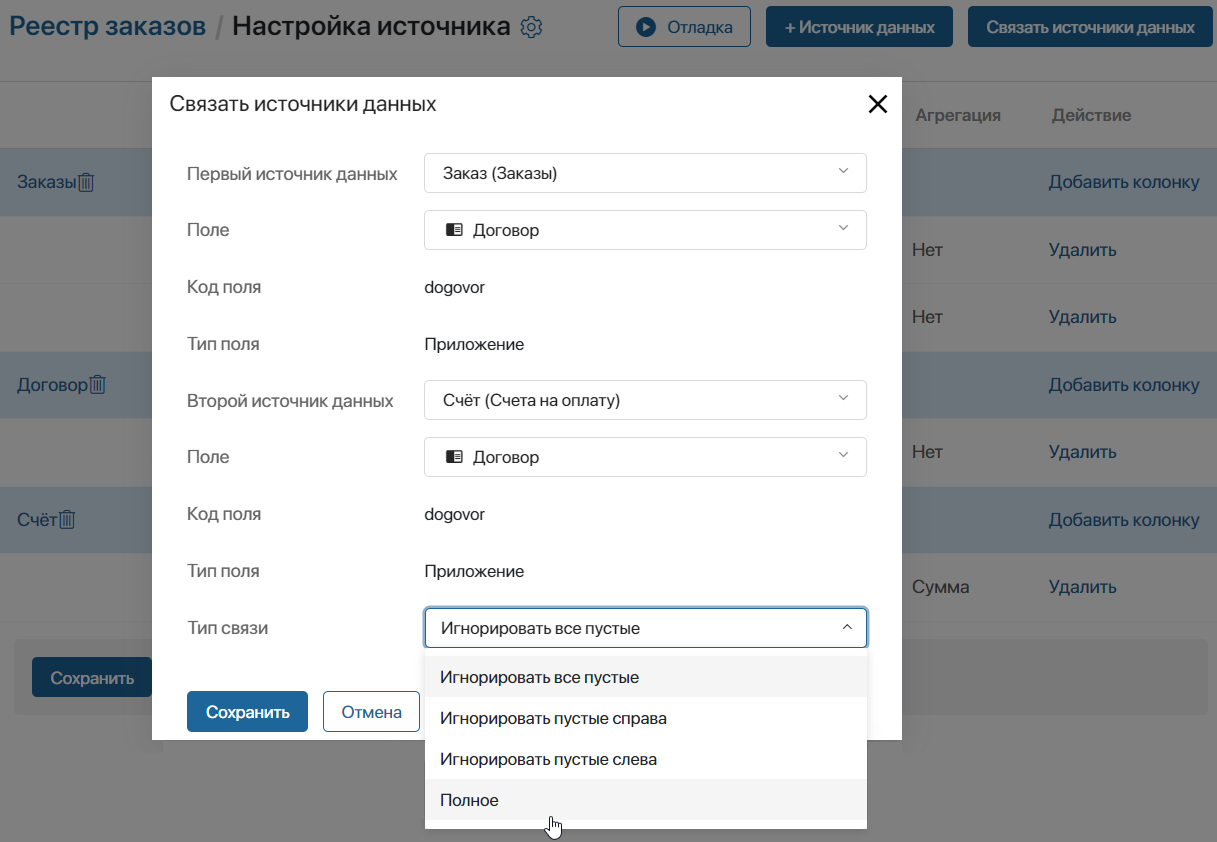 Реестр заказов / Настройка источника
Отладка
+ Источник данных
Связать источники данных
Агрегация
Действие
Заказы
Добавить колонку
Нет
Удалить
Нет
Удалить
Договор
Добавить колонку
Нет
Удалить
Счёт
Добавить колонку
Сумма
Удалить
Сохранить
Связать источники данных
Первый источник данных
Заказ (Заказы)
Поле
Договор
Код поля
dogovor
Тип поля
Приложение
Второй источник данных
Счёт (Счета на оплату)
Поле
Договор
Код поля
dogovor
Тип поля
Приложение
Тип связи
Игнорировать все пустые
Игнорировать все пустые
Игнорировать пустые справа
Игнорировать пустые слева
Полное
Сохранить
Отмена